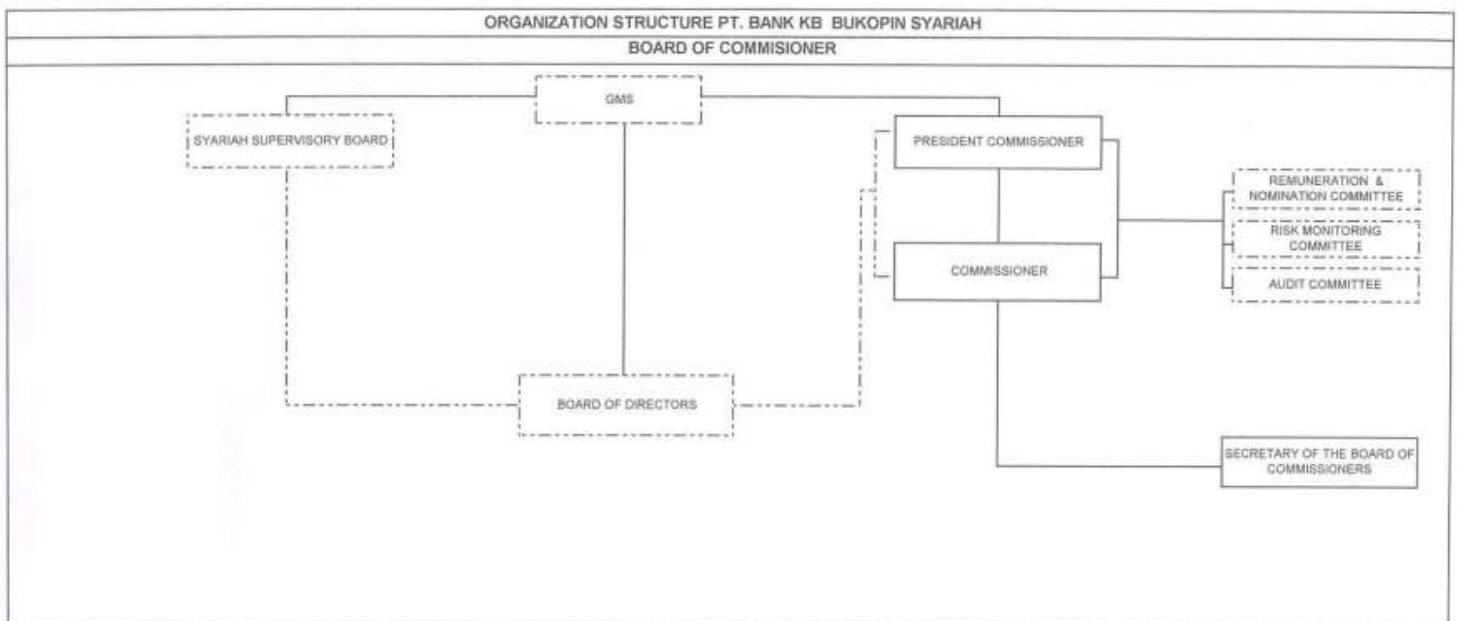 ORGANIZATION STRUCTURE PT. BANK KB BUKOPIN SYARIAH
BOARD OF COMMISIONER
GMS
SYARIAH SUPERVISORY BOARD
PRESIDENT COMMISSIONER
REMUNERATION &
NOMINATION COMMITTEE
RISK MONITORING
COMMITTEE
COMMISSIONER
AUDIT COMMITTEE
BOARD OF DIRECTORS
SECRETARY OF THE BOARD OF
COMMISSIONERS